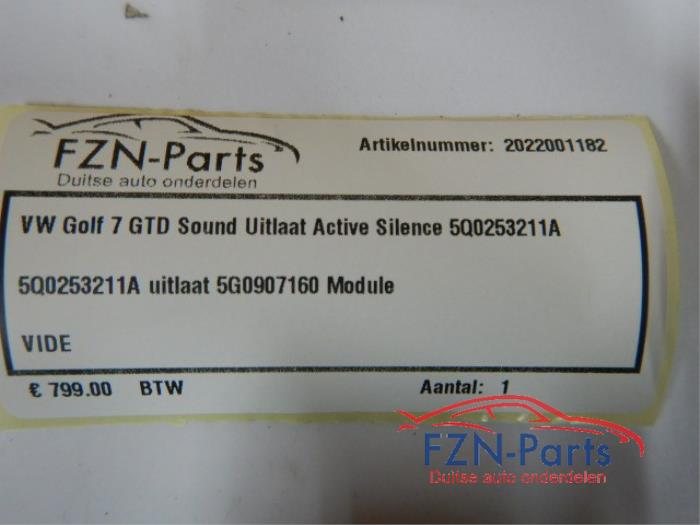 FZN-Parts
Duitse auto onderdelen
Artikelnummer: 2022001182
VW Golf 7 GTD Sound Uitlaat Active Silence 5Q0253211A
5Q0253211A uitlaat 5G0907160 Module
VIDE
€ 799.00 BTW Aantal: 1
FZN-Parts
Duitse auto onderdelen